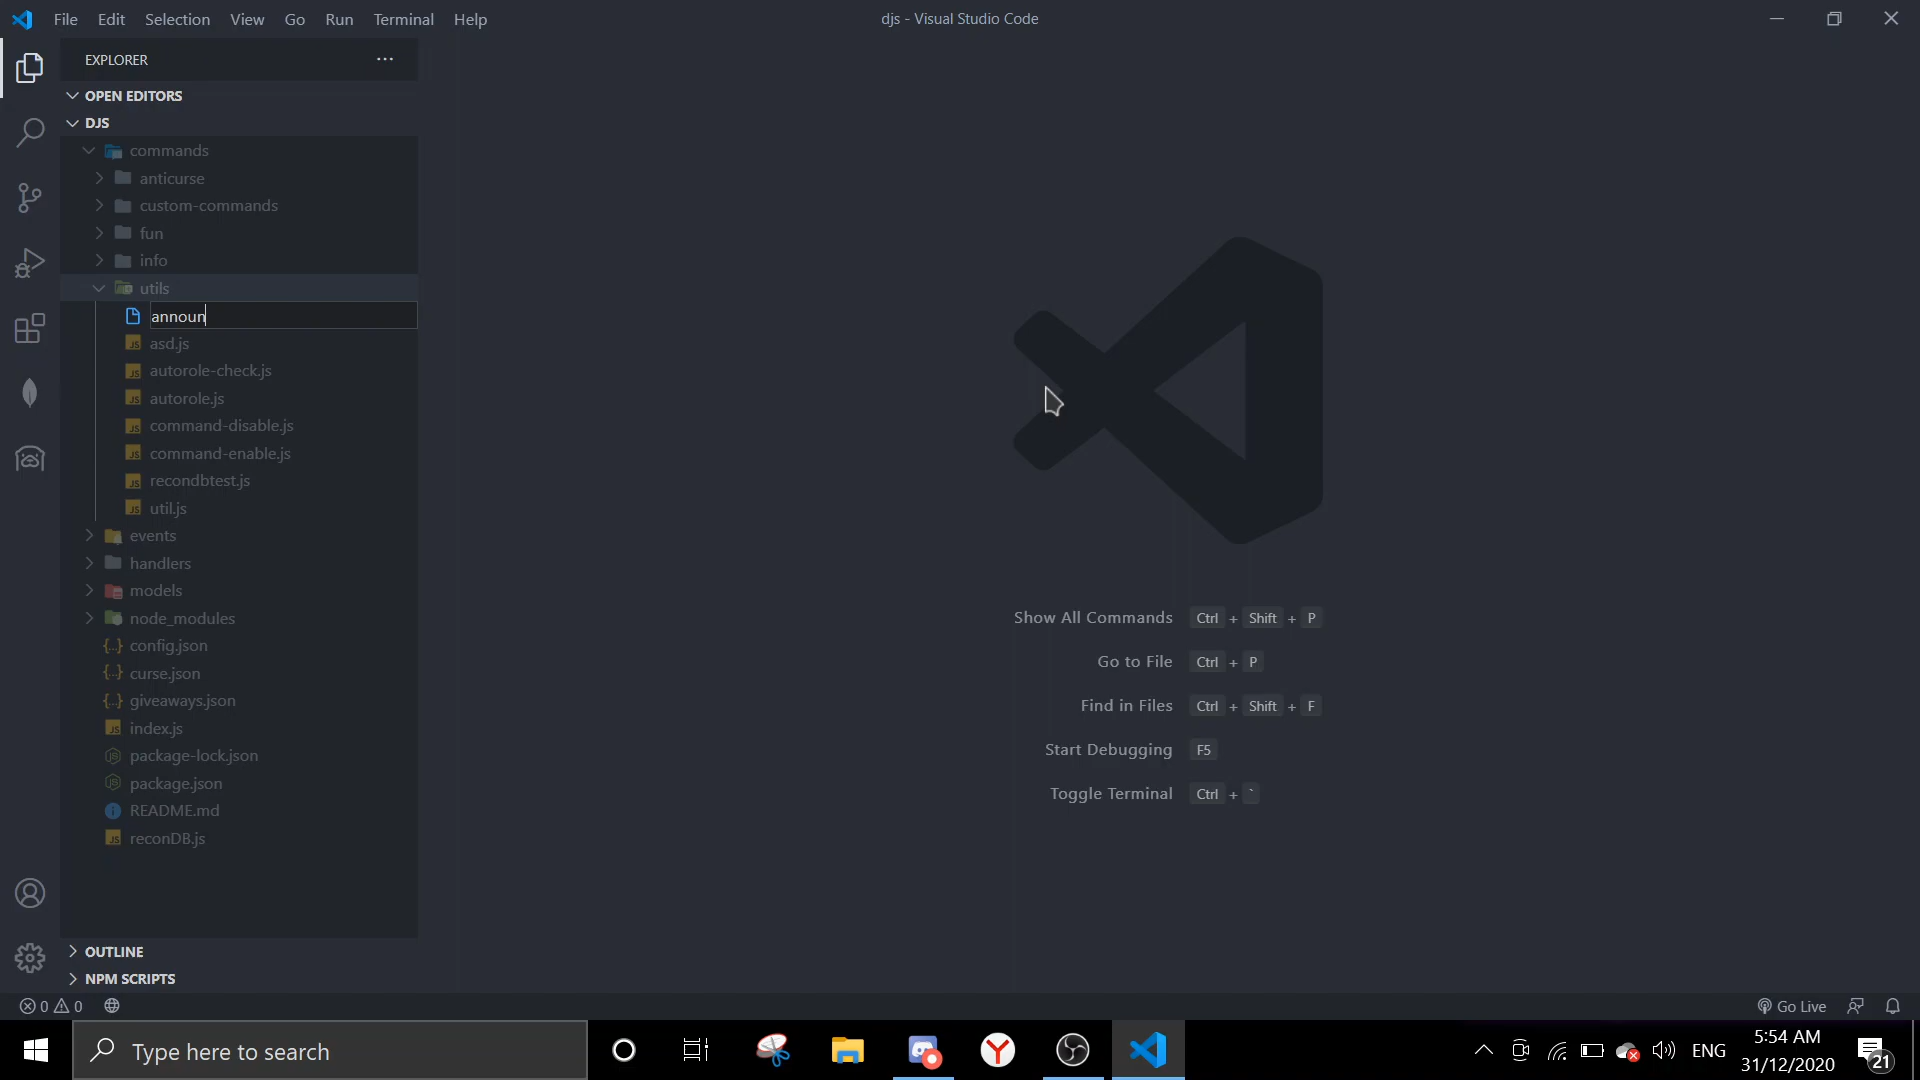 File Edit Selection View Go Run Terminal Help
djs - Visual Studio Code
EXPLORER
OPEN EDITORS
DJS
commands
anticurse
custom-commands
fun
info
utils
announ
asd.js
autorole-check.js
autorole.js
command-disable.js
command-enable.js
recondbtest.js
util.js
events
handlers
models
node_modules
config.json
curse.json
giveaways.json
index.js
package-lock.json
package.json
README.md
reconDB.js
OUTLINE
NPM SCRIPTS
Show All Commands Ctrl + Shift + P
Go to File Ctrl + P
Find in Files Ctrl + Shift + F
Start Debugging F5
Toggle Terminal Ctrl + `
0 0
Go Live
Type here to search
ENG
5:54 AM
31/12/2020
21